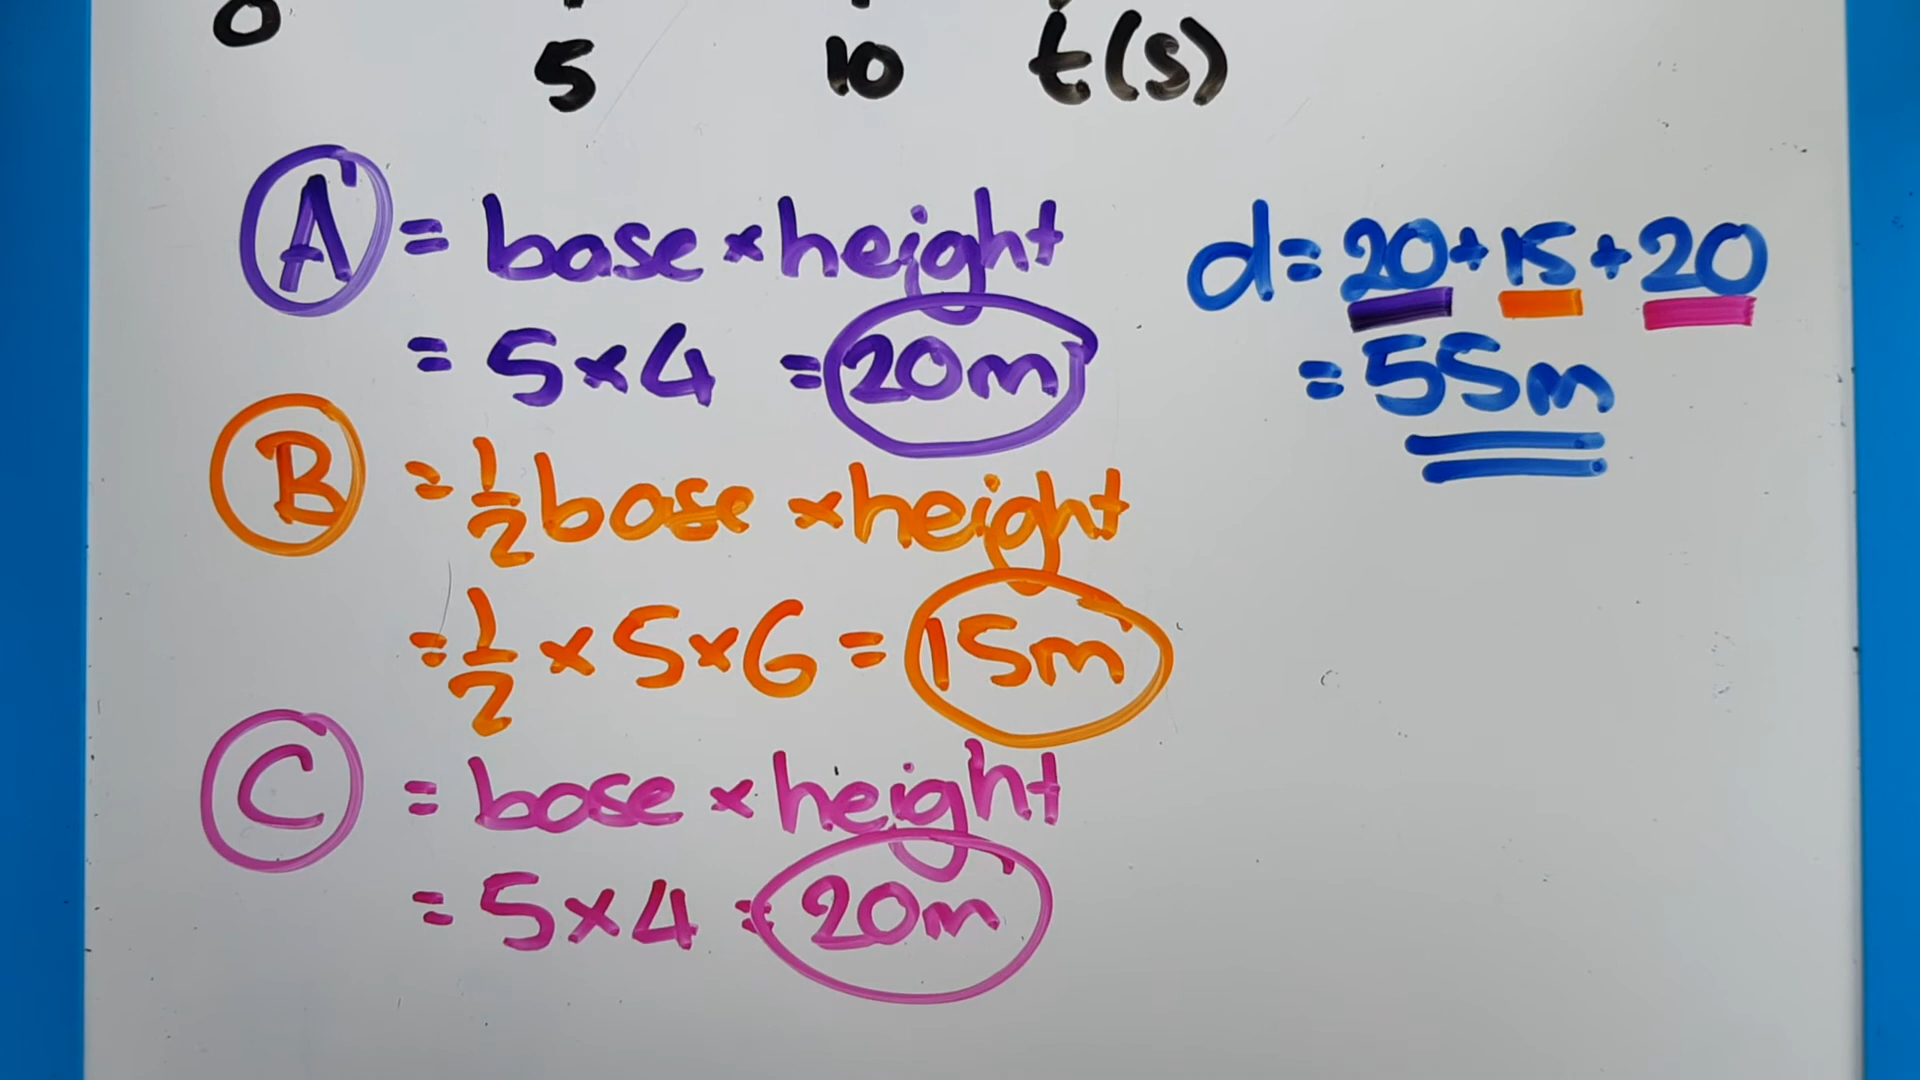 0 5 10 t(s)
A = base × height
= 5 × 4 = 20m
B = 1/2 base × height
= 1/2 × 5 × 6 = 15m
C = base × height
= 5 × 4 = 20m
d = 20 + 15 + 20
= 55m